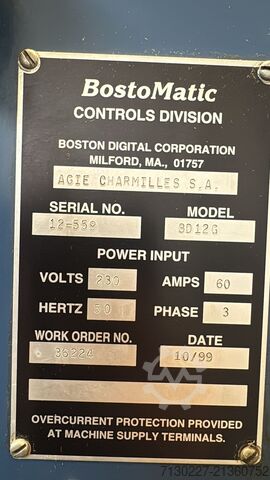 BostoMatic
CONTROLS DIVISION
BOSTON DIGITAL CORPORATION
MILFORD, MA., 01757
AGIE CHARMILLES S.A.
SERIAL NO. MODEL
12-559 BD12G
POWER INPUT
VOLTS 230 AMPS 60
HERTZ 50 PHASE 3
WORK ORDER NO. DATE
36224 10/99
OVERCURRENT PROTECTION PROVIDED
AT MACHINE SUPPLY TERMINALS.
7130227-21360752